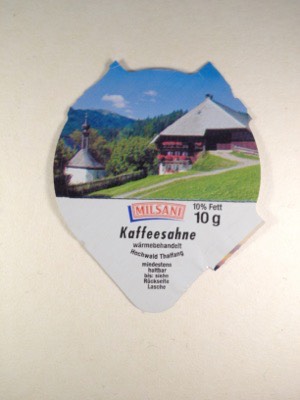 MILSANI
10% Fett
10 g
Kaffeesahne
wärmebehandelt
Hochwald Thalfang
mindestens
haltbar
bis: siehe
Rückseite
Lasche